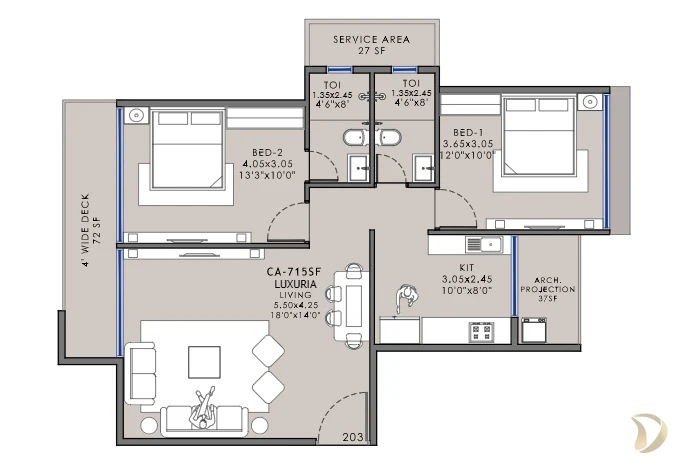 SERVICE AREA
27 SF
TOI
1.35x2.45
4'6"x8'
TOI
1.35x2.45
4'6"x8'
BED-2
4.05x3.05
13'3"x10'0"
BED-1
3.65x3.05
12'0"x10'0"
4' WIDE DECK
72 SF
CA-715SF
LUXURIA
LIVING
5.50x4.25
18'0"x14'0"
KIT
3.05x2.45
10'0"x8'0"
ARCH.
PROJECTION
37SF
203